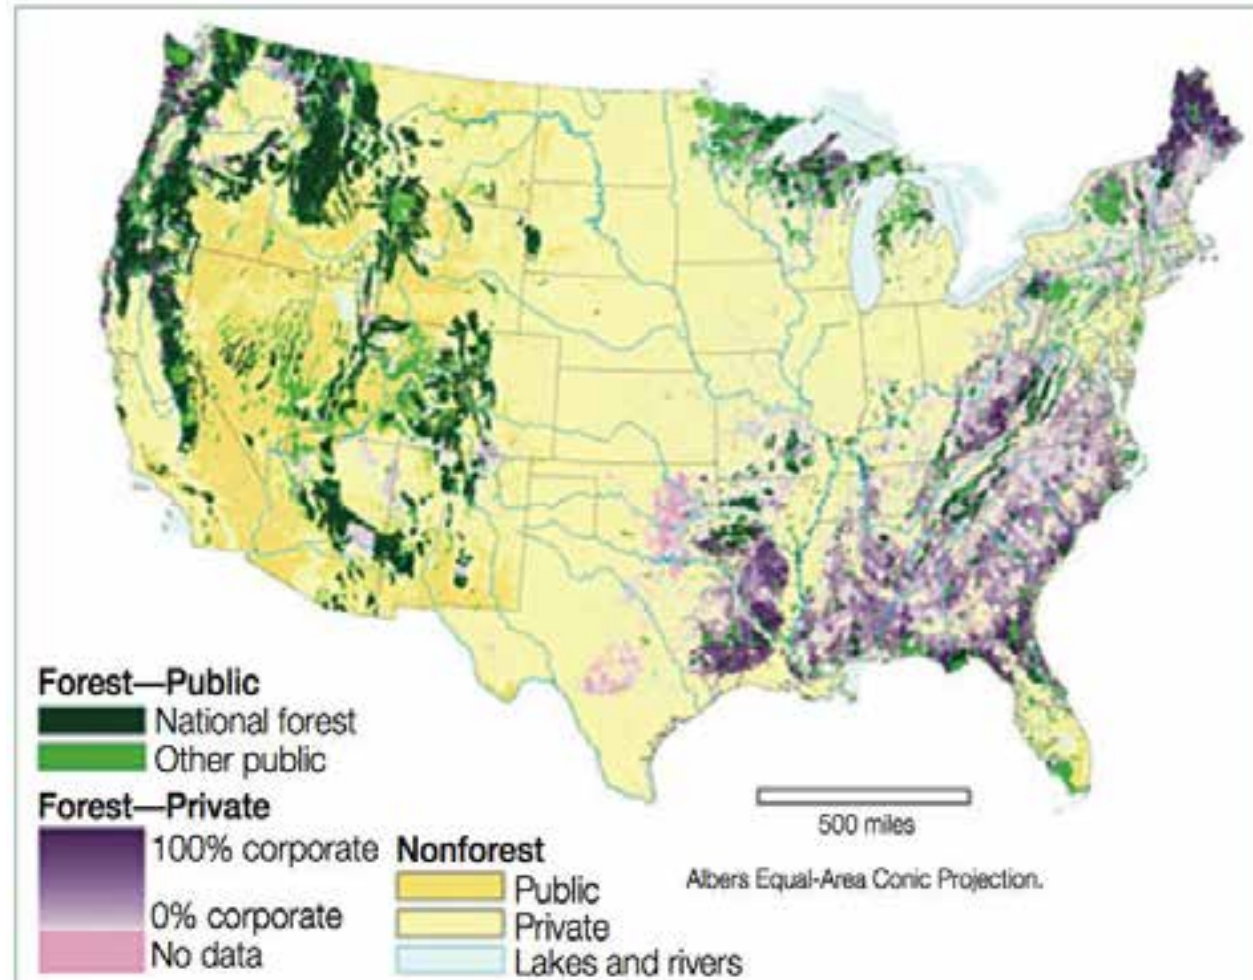 Forest—Public
National forest
Other public
Forest—Private
100% corporate
0% corporate
No data
Nonforest
Public
Private
Lakes and rivers
500 miles
Albers Equal-Area Conic Projection.